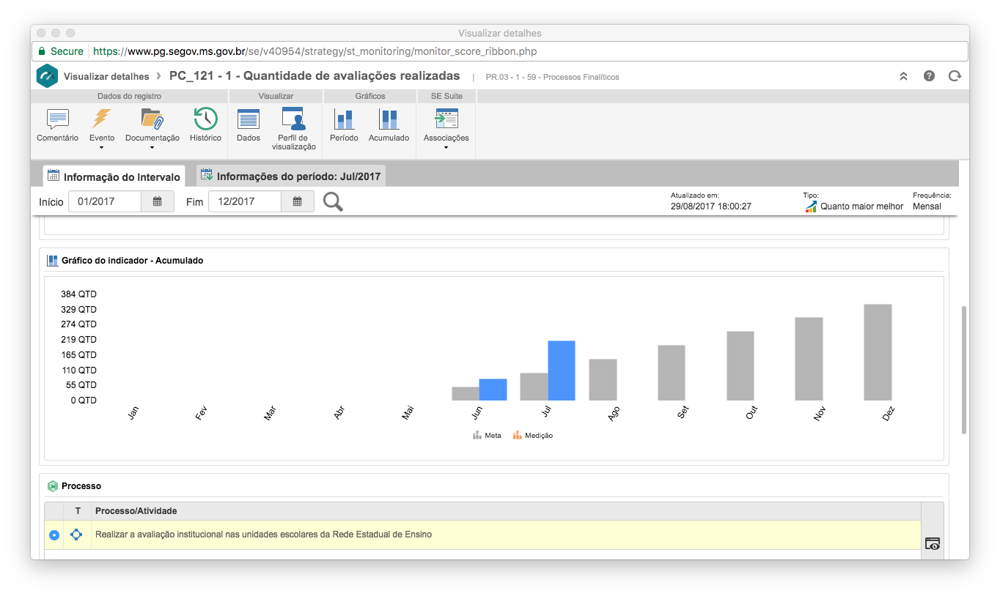 Visualizar detalhes
Secure https://www.pg.segov.ms.gov.br/se/v40954/strategy/st_monitoring/monitor_score_ribbon.php
Visualizar detalhes › PC_121 - 1 - Quantidade de avaliações realizadas | PR.03 - 1 - 59 - Processos Finalíticos
Dados do registro Visualizar Gráficos SE Suite
Comentário Evento Documentação Histórico Dados Perfil de visualização Período Acumulado Associações
Informação do Intervalo Informações do período: Jul/2017
Início 01/2017 Fim 12/2017
Atualizado em: Tipo: Frequência:
29/08/2017 18:00:27 Quanto maior melhor Mensal
Gráfico do indicador - Acumulado
384 QTD
329 QTD
274 QTD
219 QTD
165 QTD
110 QTD
55 QTD
0 QTD
Jan Fev Mar Abr Mai Jun Jul Ago Set Out Nov Dez
Meta Medição
Processo
T Processo/Atividade
Realizar a avaliação institucional nas unidades escolares da Rede Estadual de Ensino